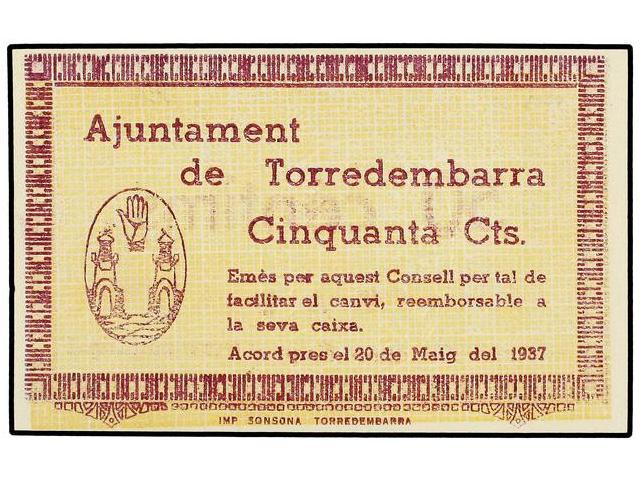 Ajuntament
de Torredembarra
Cinquanta Cts.
Emès per aquest Consell per tal de
facilitar el canvi, reemborsable a
la seva caixa.
Acord pres el 20 de Maig del 1937
IMP SONSONA TORREDEMBARRA